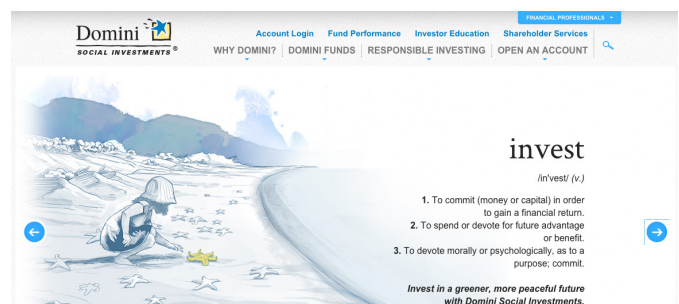 FINANCIAL PROFESSIONALS
Domini
SOCIAL INVESTMENTS®
Account Login Fund Performance Investor Education Shareholder Services
WHY DOMINI? DOMINI FUNDS RESPONSIBLE INVESTING OPEN AN ACCOUNT
invest
/in'vest/ (v.)
1. To commit (money or capital) in order
to gain a financial return.
2. To spend or devote for future advantage
or benefit.
3. To devote morally or psychologically, as to a
purpose; commit.
Invest in a greener, more peaceful future
with Domini Social Investments.